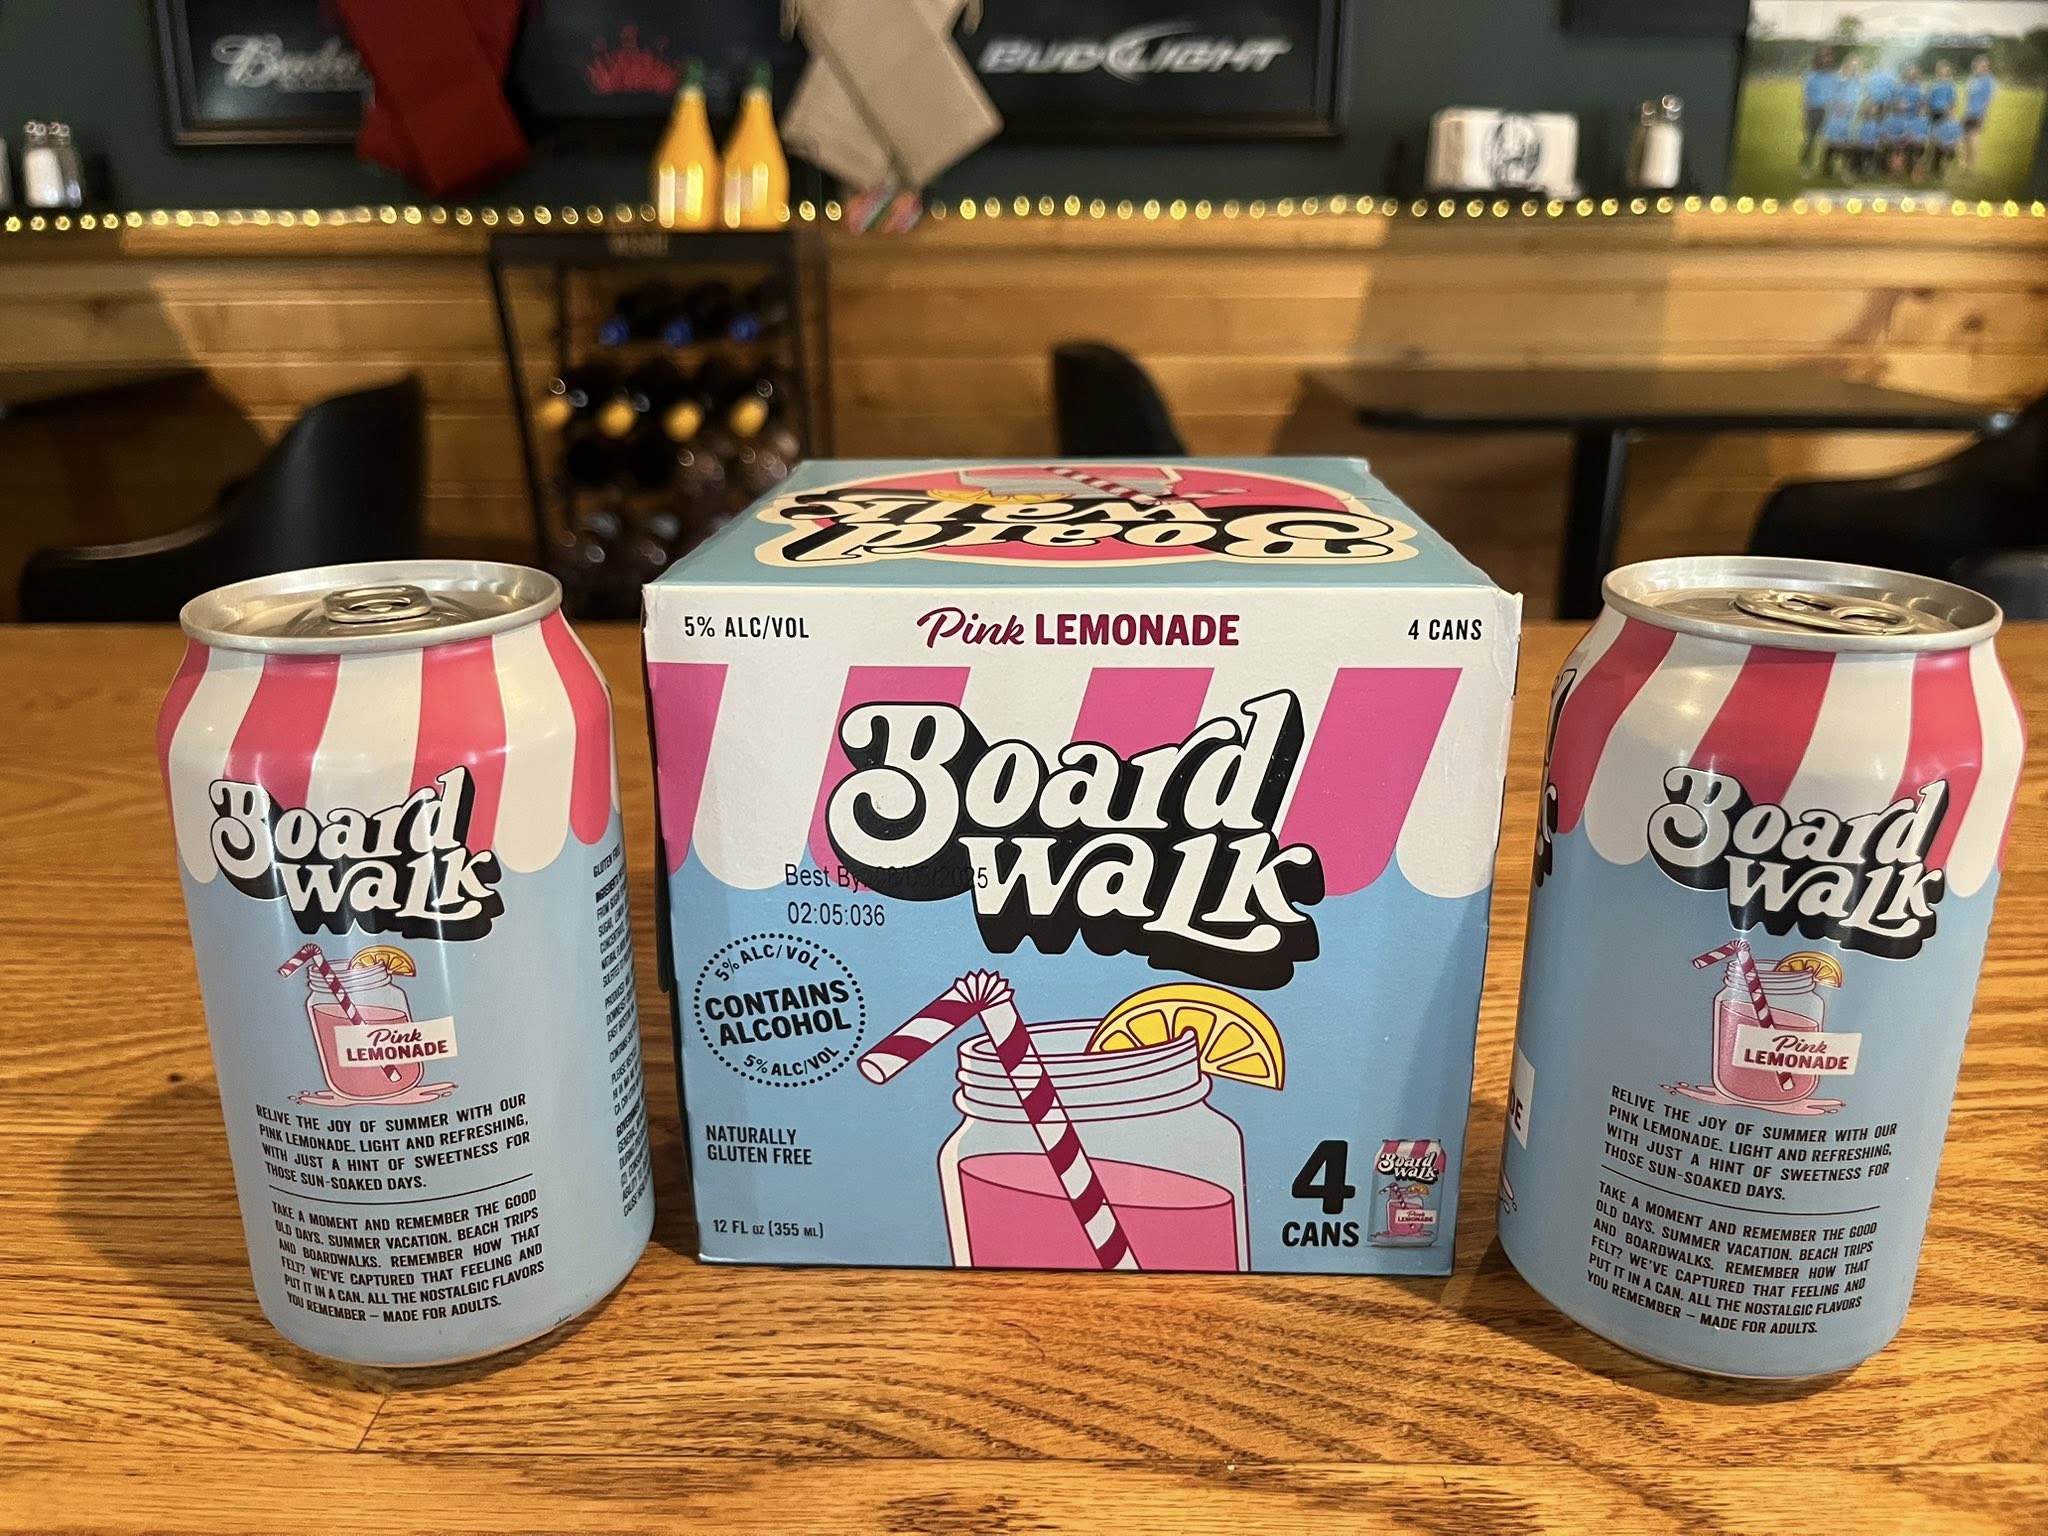 BUD LIGHT
Board
Walk
5% ALC/VOL
Pink LEMONADE
4 CANS
Board
Walk
Best By:
02:05:036
5% ALC/VOL
CONTAINS
ALCOHOL
5% ALC/VOL
NATURALLY
GLUTEN FREE
12 FL OZ (355 ML)
4
CANS
Board
Walk
Pink
LEMONADE
Board
Walk
Pink
LEMONADE
RELIVE THE JOY OF SUMMER WITH OUR
PINK LEMONADE. LIGHT AND REFRESHING,
WITH JUST A HINT OF SWEETNESS FOR
THOSE SUN-SOAKED DAYS.
TAKE A MOMENT AND REMEMBER THE GOOD
OLD DAYS. SUMMER VACATION. BEACH TRIPS
AND BOARDWALKS. REMEMBER HOW THAT
FELT? WE'VE CAPTURED THAT FEELING AND
PUT IT IN A CAN. ALL THE NOSTALGIC FLAVORS
YOU REMEMBER – MADE FOR ADULTS.
GLUTEN FREE
Board
Walk
Pink
LEMONADE
RELIVE THE JOY OF SUMMER WITH OUR
PINK LEMONADE. LIGHT AND REFRESHING,
WITH JUST A HINT OF SWEETNESS FOR
THOSE SUN-SOAKED DAYS.
TAKE A MOMENT AND REMEMBER THE GOOD
OLD DAYS. SUMMER VACATION. BEACH TRIPS
AND BOARDWALKS. REMEMBER HOW THAT
FELT? WE'VE CAPTURED THAT FEELING AND
PUT IT IN A CAN. ALL THE NOSTALGIC FLAVORS
YOU REMEMBER – MADE FOR ADULTS.